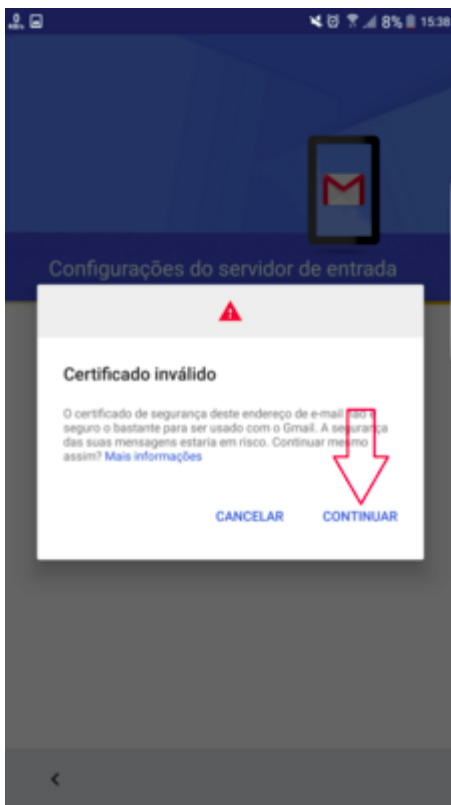 8% 15:38
Configurações do servidor de entrada
Certificado inválido
O certificado de segurança deste endereço de e-mail não é
seguro o bastante para ser usado com o Gmail. A segurança
das suas mensagens estaria em risco. Continuar mesmo
assim? Mais informações
CANCELAR CONTINUAR